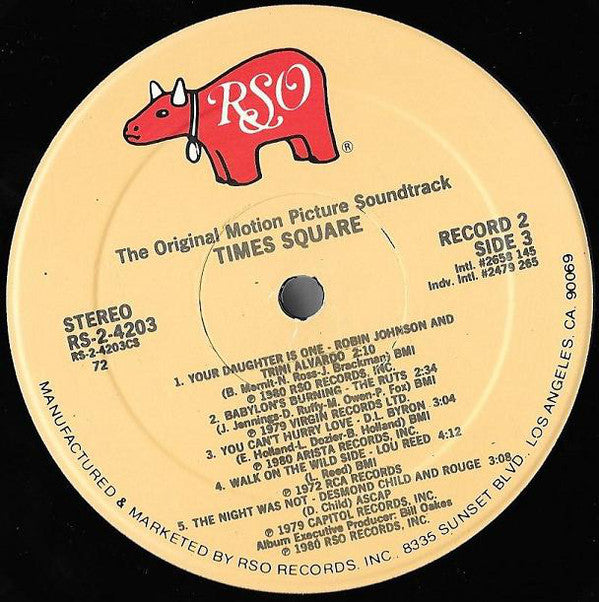 RSO
®
The Original Motion Picture Soundtrack
TIMES SQUARE
STEREO
RS-2-4203
RS-2-4203CS
72
RECORD 2
SIDE 3
Intl. #2658 145
Indv. Intl. #2479 265
1. YOUR DAUGHTER IS ONE - ROBIN JOHNSON AND
TRINI ALVARDO 2:10
(B. Mernit-N. Ross-J. Brackman) BMI
℗ 1980 RSO RECORDS, INC.
2. BABYLON'S BURNING - THE RUTS 2:34
(J. Jennings-D. Ruffy-M. Owen-P. Fox) BMI
℗ 1979 VIRGIN RECORDS LTD.
3. YOU CAN'T HURRY LOVE - D.L. BYRON 3:04
(E. Holland-L. Dozier-B. Holland) BMI
℗ 1980 ARISTA RECORDS, INC.
4. WALK ON THE WILD SIDE - LOU REED 4:12
(L. Reed) BMI
℗ 1972 RCA RECORDS
5. THE NIGHT WAS NOT - DESMOND CHILD AND ROUGE 3:08
(D. Child) ASCAP
℗ 1979 CAPITOL RECORDS, INC.
Album Executive Producer: Bill Oakes
℗ 1980 RSO RECORDS, INC.
MANUFACTURED & MARKETED BY RSO RECORDS, INC., 8335 SUNSET BLVD., LOS ANGELES, CA. 90069